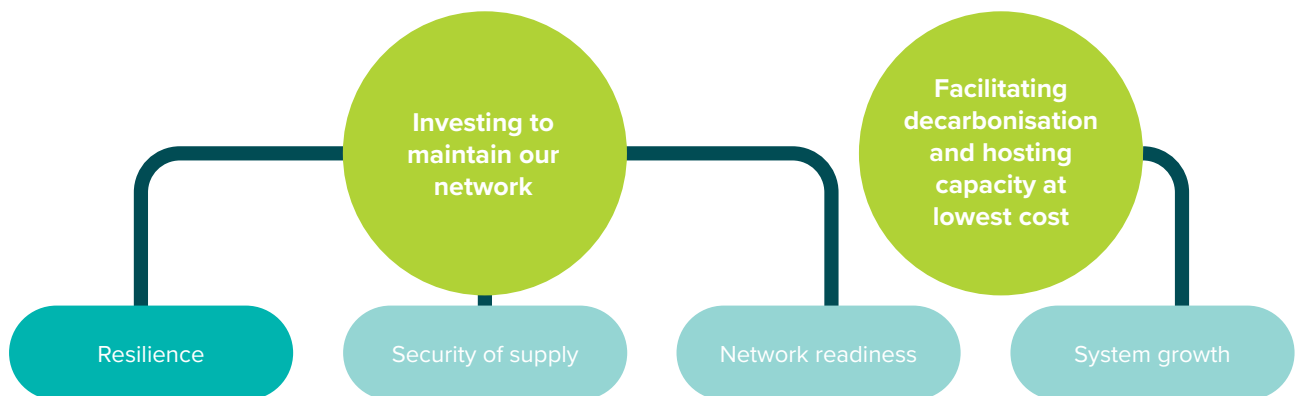 Investing to
maintain our
network
Facilitating
decarbonisation
and hosting
capacity at
lowest cost
Resilience
Security of supply
Network readiness
System growth